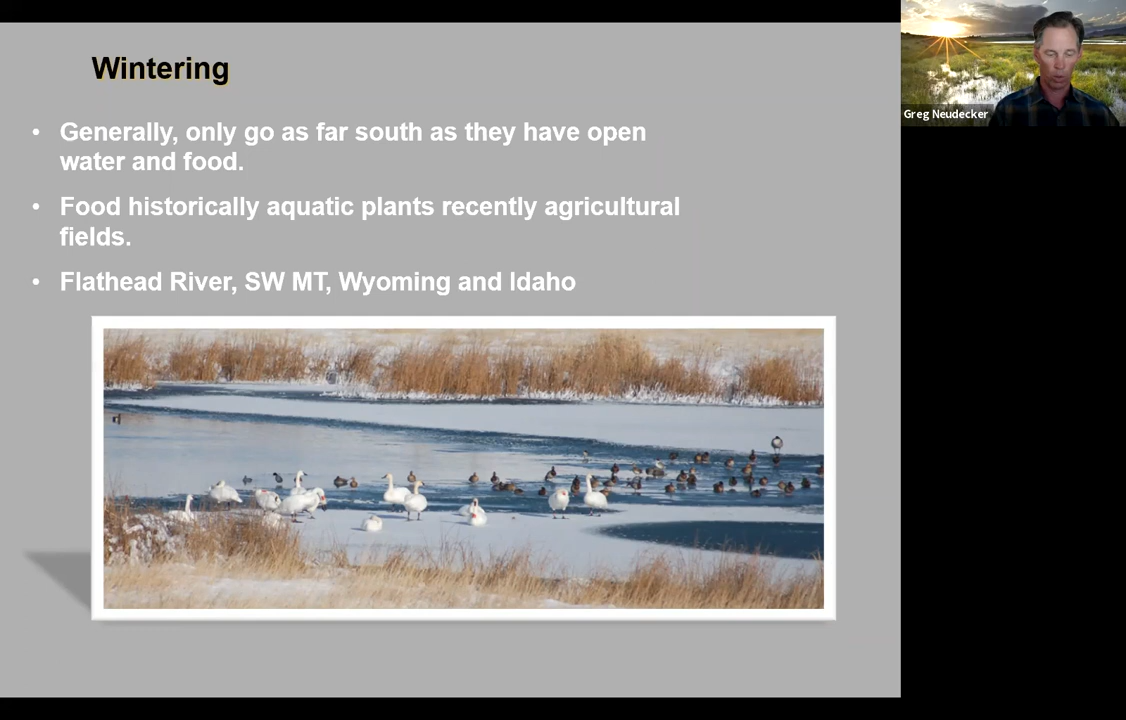 Wintering
• Generally, only go as far south as they have open
water and food.
• Food historically aquatic plants recently agricultural
fields.
• Flathead River, SW MT, Wyoming and Idaho
Greg Neudecker